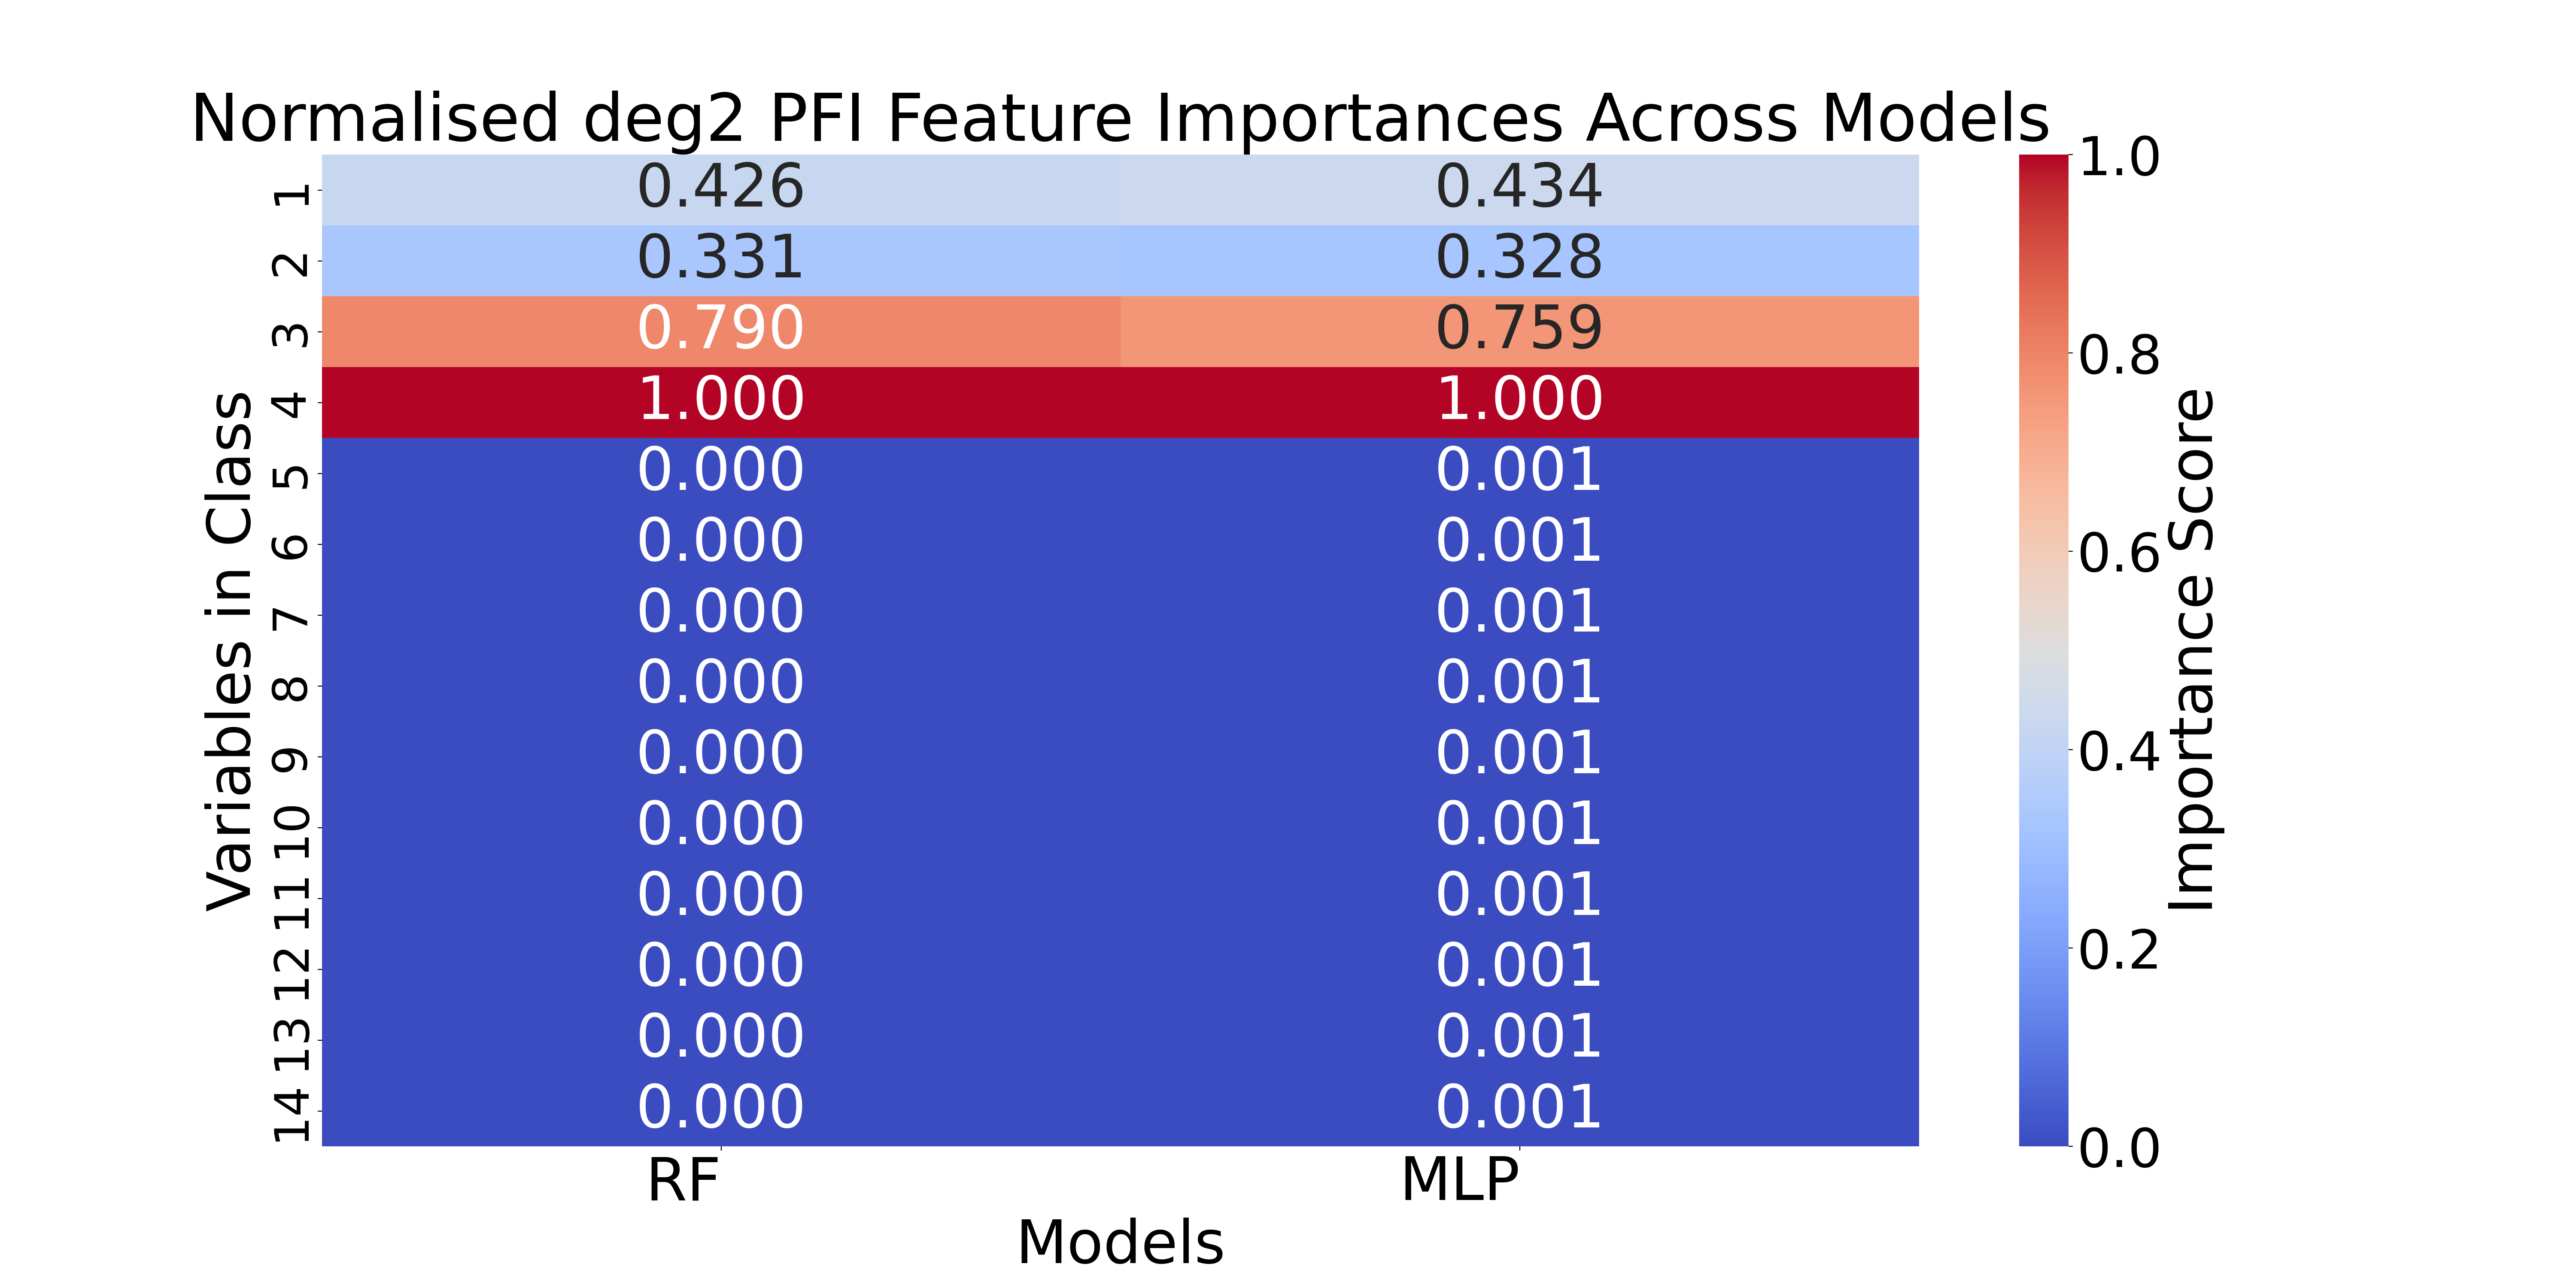 Normalised deg2 PFI Feature Importances Across Models
Variables in Class
1 0.426 0.434
2 0.331 0.328
3 0.790 0.759
4 1.000 1.000
5 0.000 0.001
6 0.000 0.001
7 0.000 0.001
8 0.000 0.001
9 0.000 0.001
10 0.000 0.001
11 0.000 0.001
12 0.000 0.001
13 0.000 0.001
14 0.000 0.001
RF MLP
Models
1.0
0.8
0.6
0.4
0.2
0.0
Importance Score